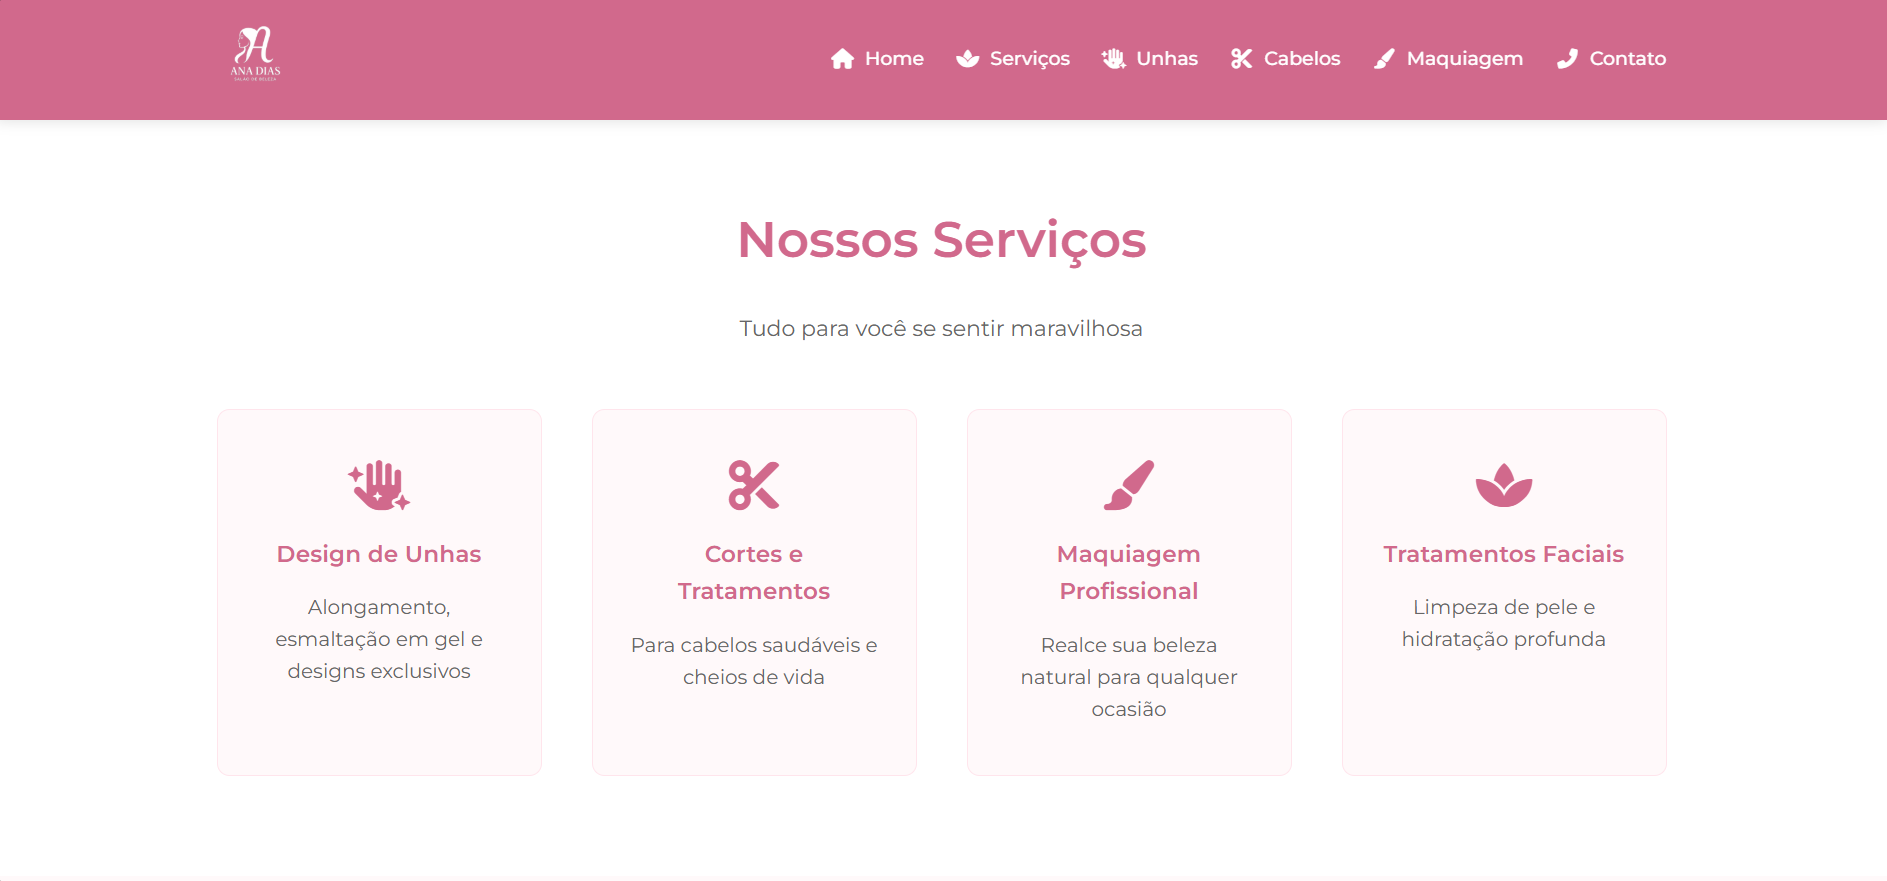 ANA DIAS
SALÃO DE BELEZA
Home Serviços Unhas Cabelos Maquiagem Contato
Nossos Serviços
Tudo para você se sentir maravilhosa
Design de Unhas
Alongamento,
esmaltação em gel e
designs exclusivos
Cortes e
Tratamentos
Para cabelos saudáveis e
cheios de vida
Maquiagem
Profissional
Realce sua beleza
natural para qualquer
ocasião
Tratamentos Faciais
Limpeza de pele e
hidratação profunda